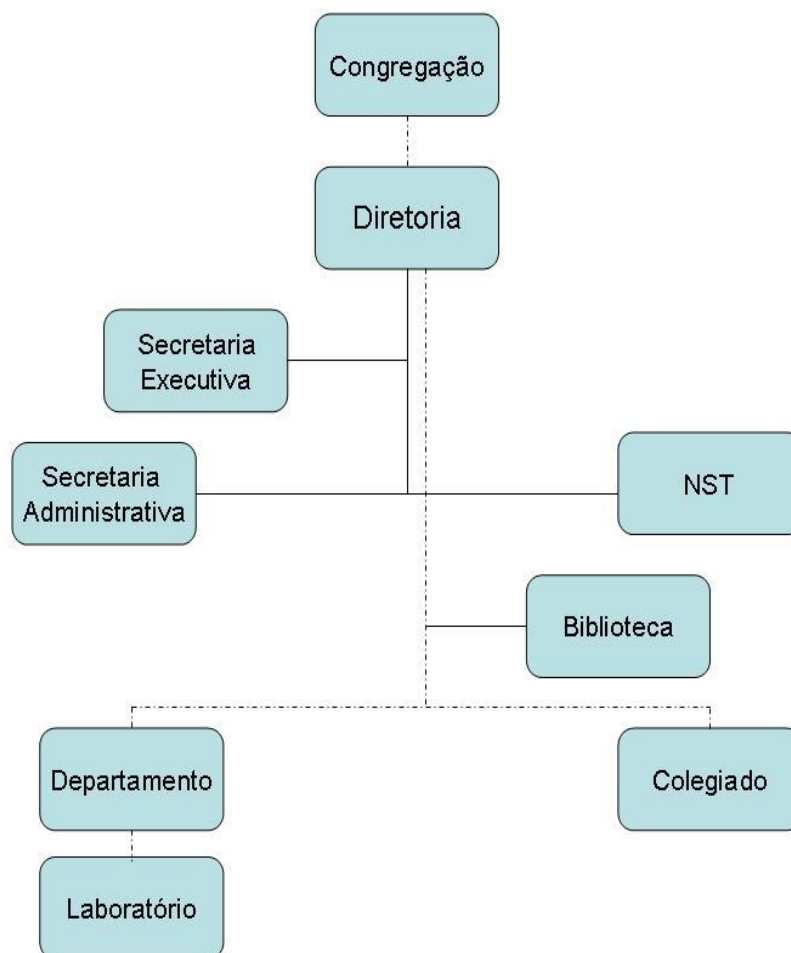 Congregação
Diretoria
Secretaria
Executiva
Secretaria
Administrativa
NST
Biblioteca
Departamento
Colegiado
Laboratório